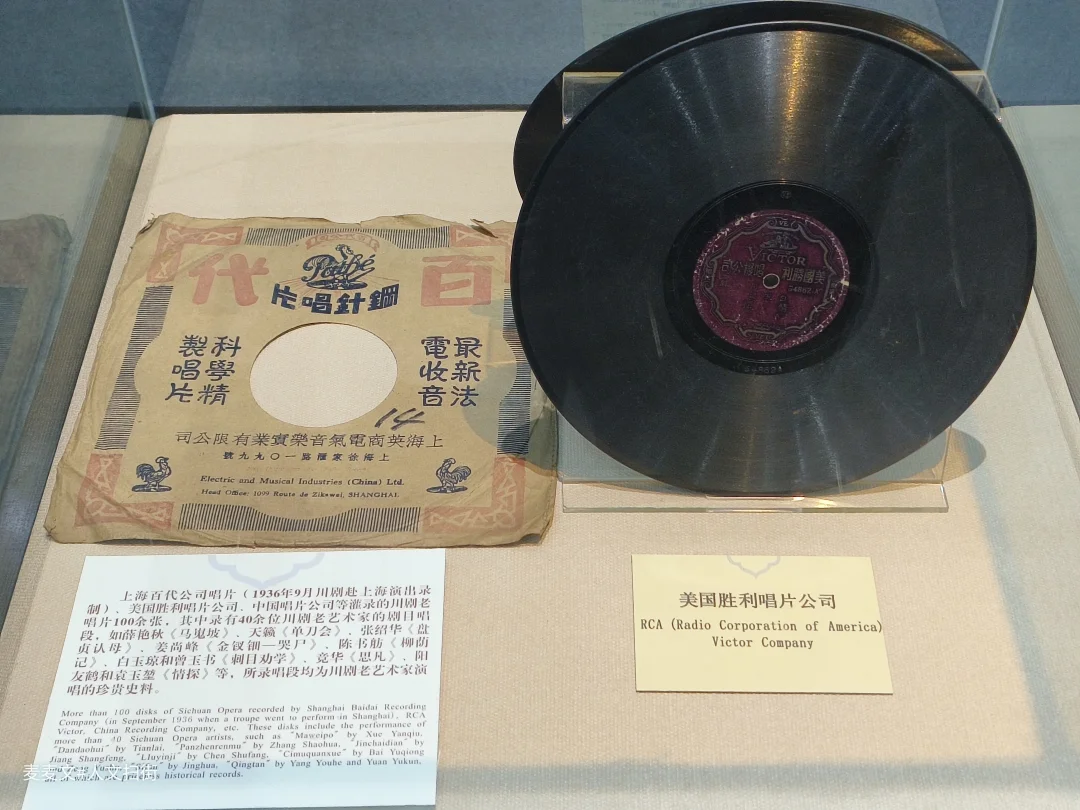 百代
Pathé
鋼針唱片
最新法
電收音
科學精
製唱片
14
上海英商電氣音樂實業有限公司
上海徐家匯路一〇九九號
Electric and Musical Industries (China) Ltd.
Head Office: 1099 Route de Zikawei, SHANGHAI.
VICTOR
美國勝利唱機公司
上海百代公司唱片(1936年9月川剧赴上海演出录
制)、美国胜利唱片公司、中国唱片公司等灌录的川剧老
唱片100余张，其中录有40余位川剧老艺术家的剧目唱
段，如薛艳秋《马嵬坡》、天籁《单刀会》、张绍华《盘
贞认母》、姜尚峰《金钗钿—哭尸》、陈书舫《柳荫
记》、白玉琼和曾玉书《刺目劝学》、竞华《思凡》、阳
友鹤和袁玉堃《情探》等，所录唱段均为川剧老艺术家演
唱的珍贵史料。
More than 100 disks of Sichuan Opera recorded by Shanghai Baidai Recording
Company (in September 1936 when a troupe went to perform in Shanghai), RCA
Victor, China Recording Company, etc. These disks include the performance of
more than 40 Sichuan Opera artists, such as "Maweipo" by Xue Yanqiu,
"Dandaohui" by Tianlai, "Panzhenrenmu" by Zhang Shaohua, "Jinchaidian" by
Jiang Shangfeng, "LIuyinji" by Chen Shufang, "Cimuquanxue" by Bai Yuqiong
by Jinghua, "Qingtan" by Yang Youhe and Yuan Yukun,
historical records.
美国胜利唱片公司
RCA (Radio Corporation of America)
Victor Company